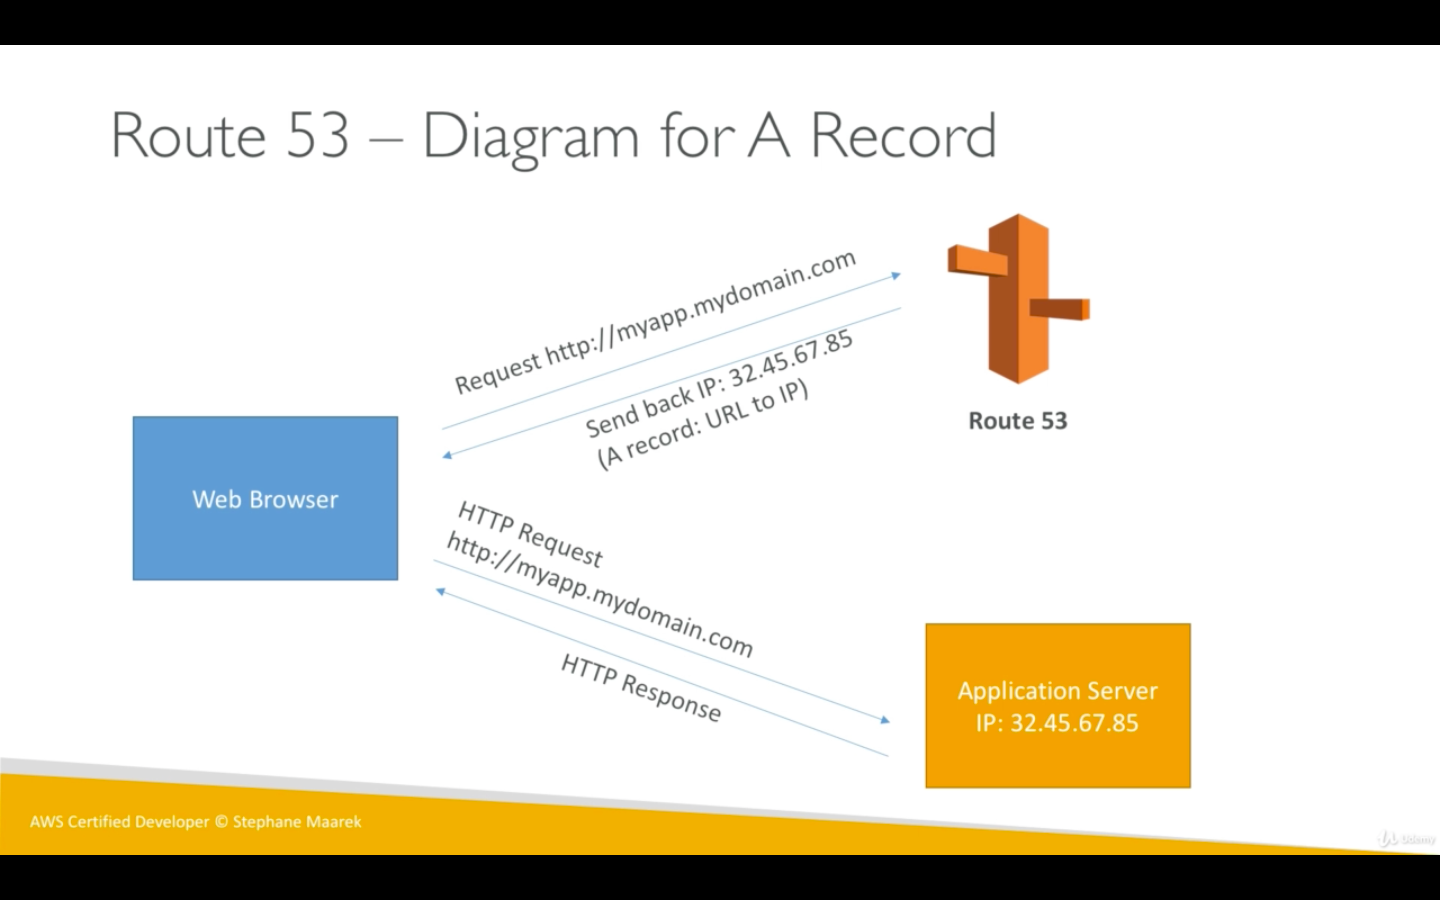 Route 53 – Diagram for A Record
Request http://myapp.mydomain.com
Send back IP: 32.45.67.85
(A record: URL to IP)
Route 53
Web Browser
HTTP Request
http://myapp.mydomain.com
HTTP Response
Application Server
IP: 32.45.67.85
AWS Certified Developer © Stephane Maarek
Udemy